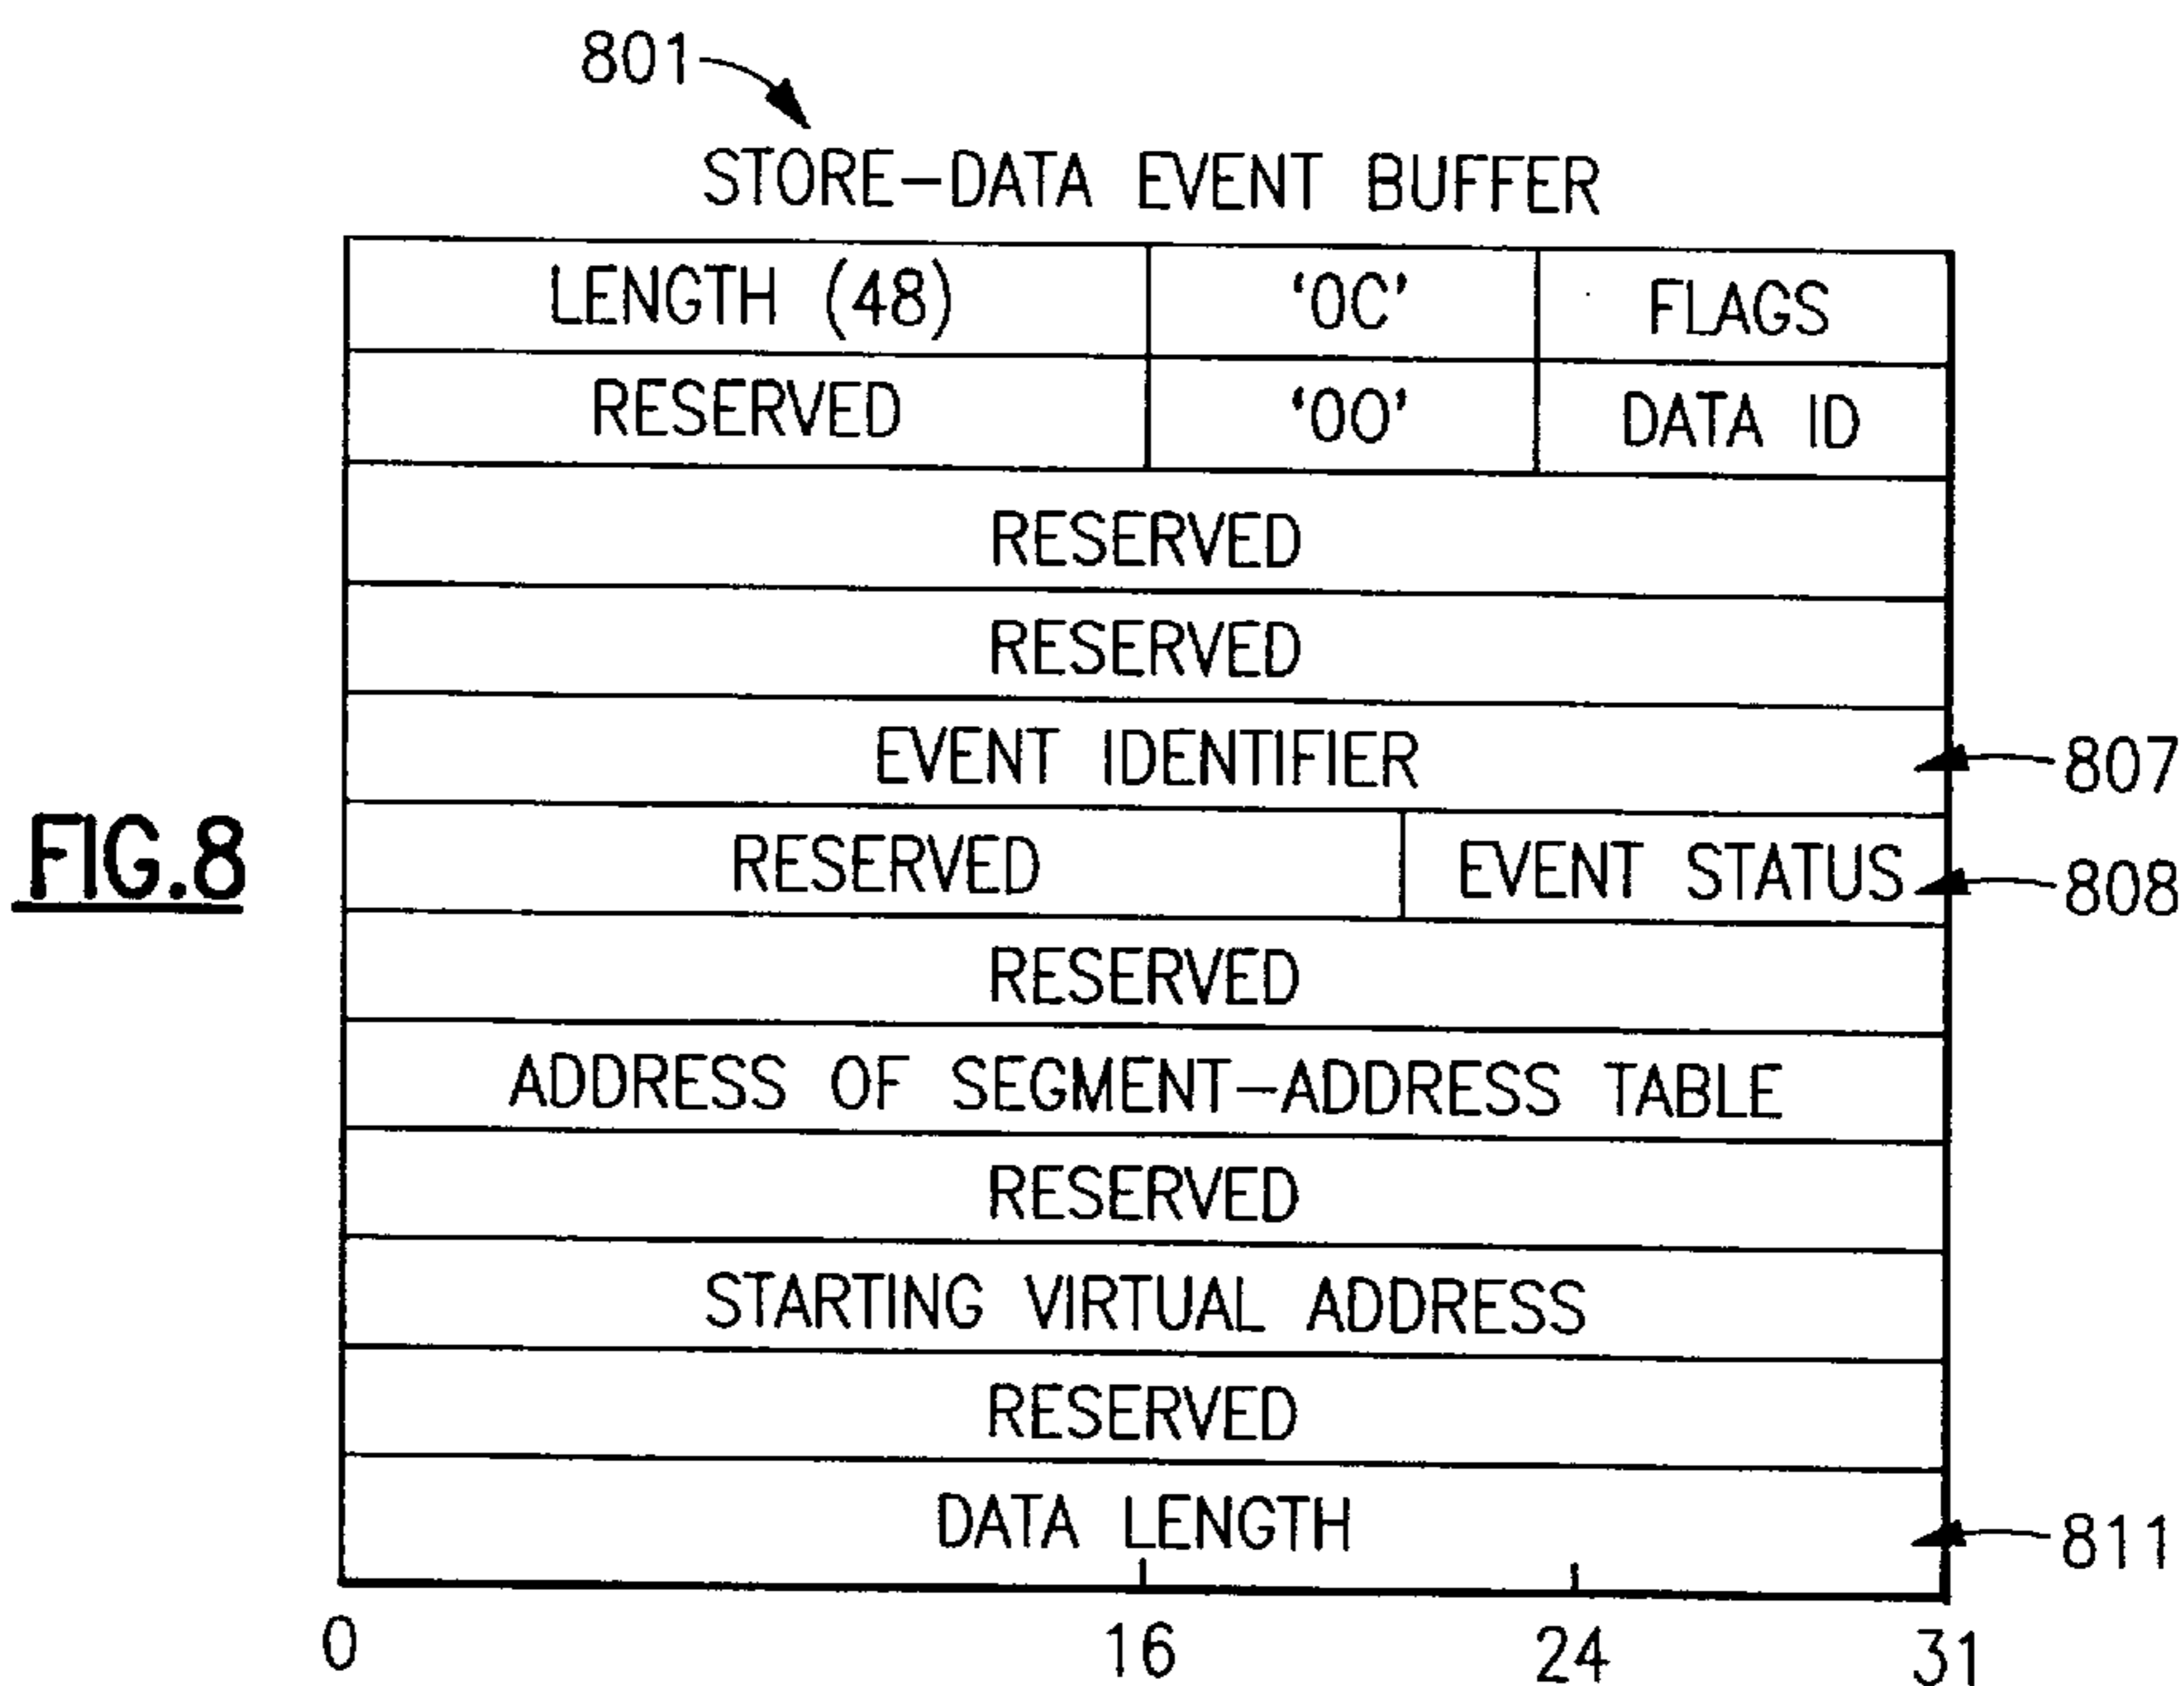 801
STORE-DATA EVENT BUFFER
LENGTH (48) '0C' FLAGS
RESERVED '00' DATA ID
RESERVED
RESERVED
EVENT IDENTIFIER 807
FIG.8
RESERVED EVENT STATUS 808
RESERVED
ADDRESS OF SEGMENT-ADDRESS TABLE
RESERVED
STARTING VIRTUAL ADDRESS
RESERVED
DATA LENGTH 811
0 16 24 31